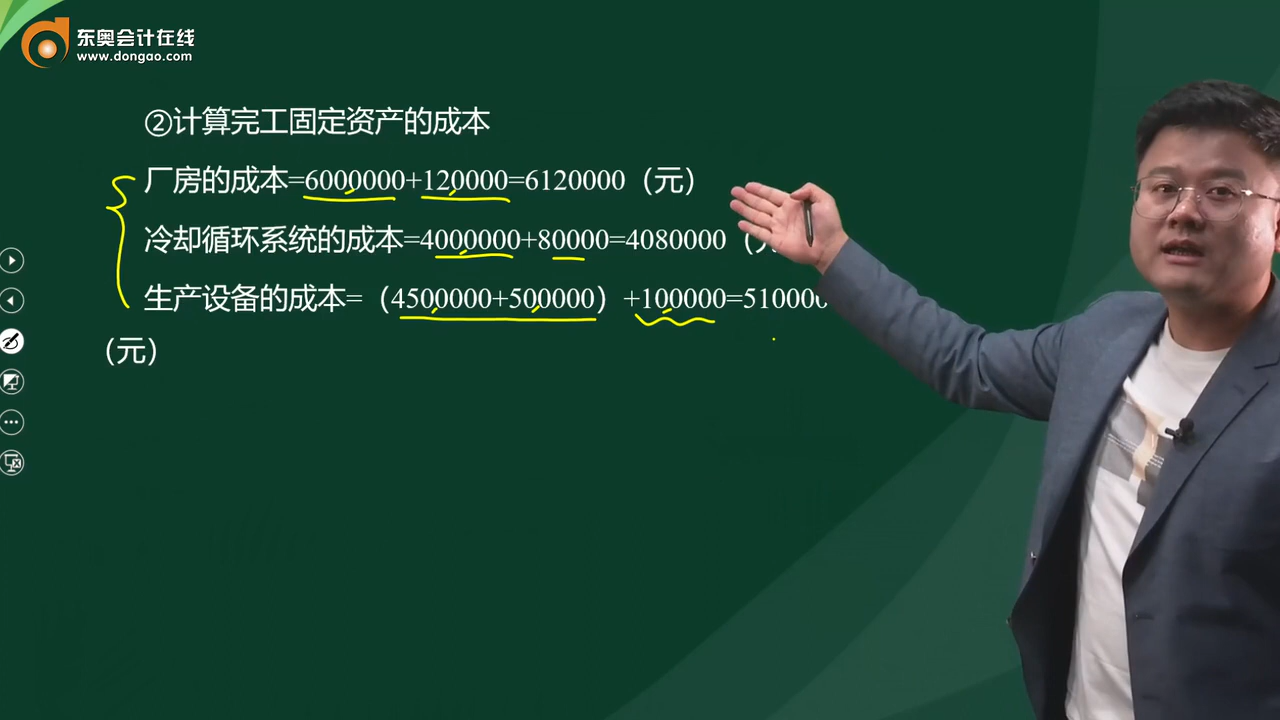 东奥会计在线
www.dongao.com
②计算完工固定资产的成本
厂房的成本=6000000+120000=6120000（元）
冷却循环系统的成本=4000000+80000=4080000（元
生产设备的成本=（4500000+500000）+100000=5100000
（元）